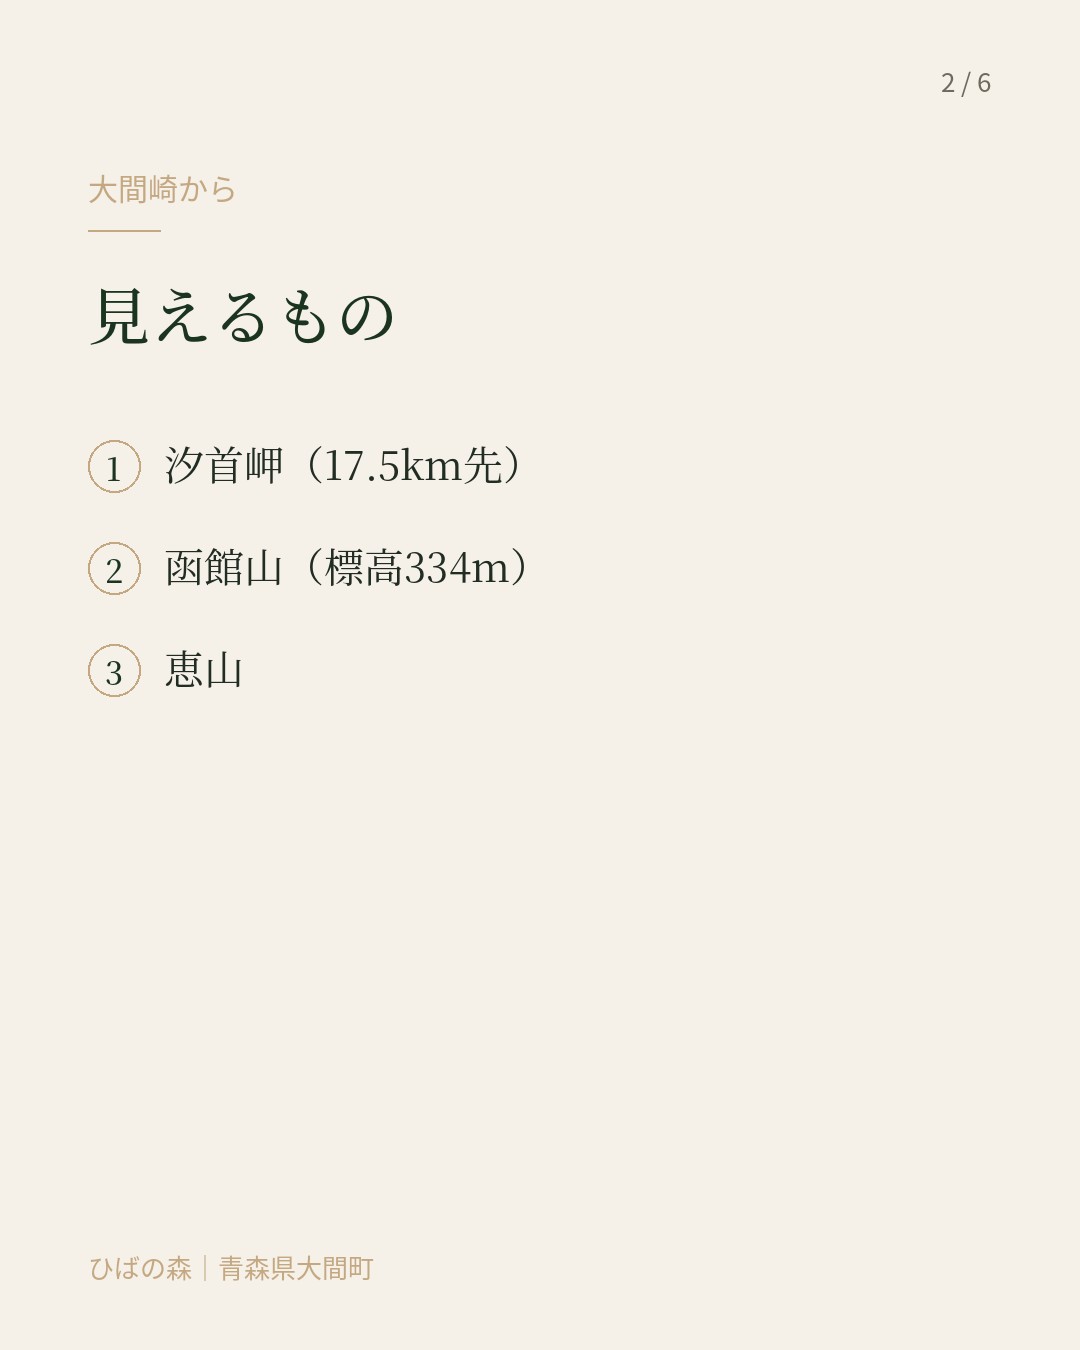 2 / 6
大間崎から
見えるもの
1 汐首岬（17.5km先）
2 函館山（標高334m）
3 恵山
ひばの森｜青森県大間町